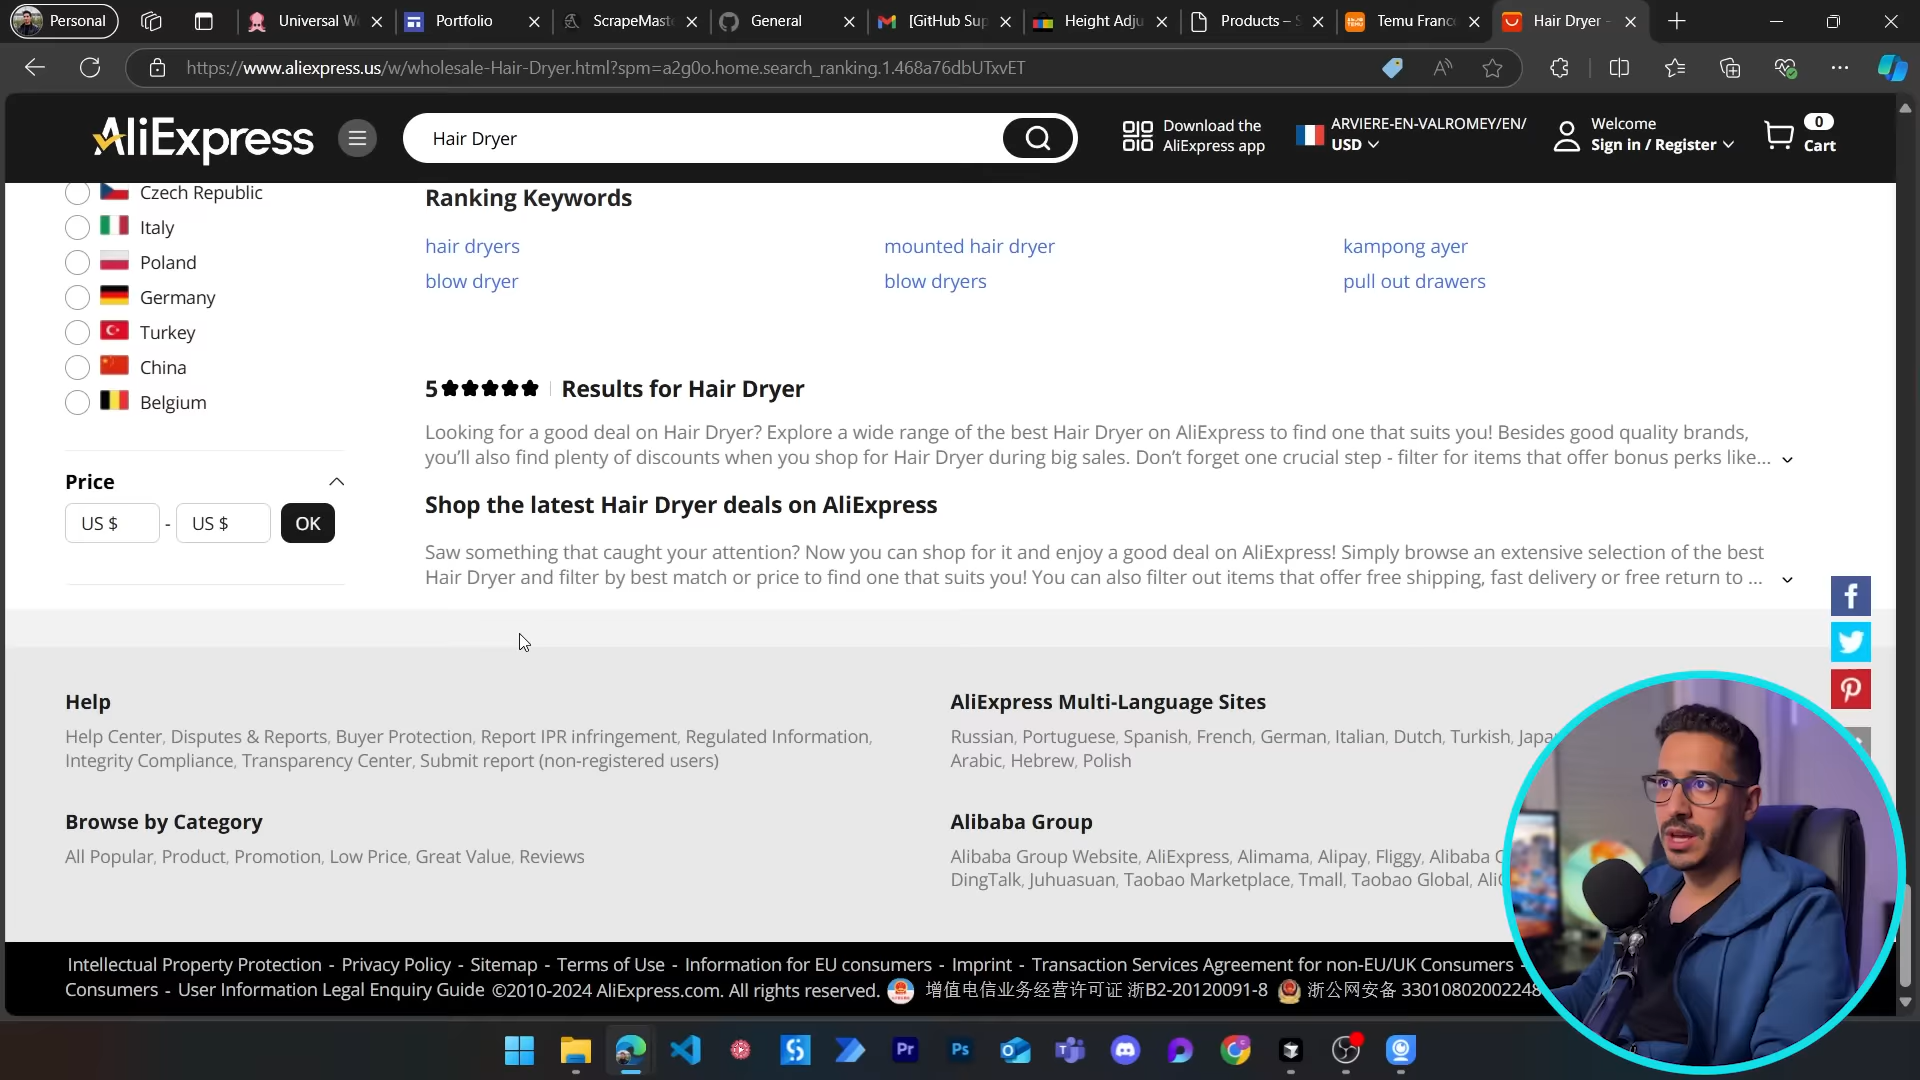 Personal
Universal W
Portfolio
ScrapeMast
General
[GitHub Sup
Height Adju
Products – S
Temu Franc
Hair Dryer -
https://www.aliexpress.us/w/wholesale-Hair-Dryer.html?spm=a2g0o.home.search_ranking.1.468a76dbUTxvET
AliExpress
Hair Dryer
Download the
AliExpress app
ARVIERE-EN-VALROMEY/EN/
USD
Welcome
Sign in / Register
0
Cart
Czech Republic
Italy
Poland
Germany
Turkey
China
Belgium
Price
US $ - US $ OK
Ranking Keywords
hair dryers
mounted hair dryer
kampong ayer
blow dryer
blow dryers
pull out drawers
5 Results for Hair Dryer
Looking for a good deal on Hair Dryer? Explore a wide range of the best Hair Dryer on AliExpress to find one that suits you! Besides good quality brands,
you'll also find plenty of discounts when you shop for Hair Dryer during big sales. Don't forget one crucial step - filter for items that offer bonus perks like...
Shop the latest Hair Dryer deals on AliExpress
Saw something that caught your attention? Now you can shop for it and enjoy a good deal on AliExpress! Simply browse an extensive selection of the best
Hair Dryer and filter by best match or price to find one that suits you! You can also filter out items that offer free shipping, fast delivery or free return to ...
Help
Help Center, Disputes & Reports, Buyer Protection, Report IPR infringement, Regulated Information,
Integrity Compliance, Transparency Center, Submit report (non-registered users)
AliExpress Multi-Language Sites
Russian, Portuguese, Spanish, French, German, Italian, Dutch, Turkish, Japa
Arabic, Hebrew, Polish
Browse by Category
All Popular, Product, Promotion, Low Price, Great Value, Reviews
Alibaba Group
Alibaba Group Website, AliExpress, Alimama, Alipay, Fliggy, Alibaba C
DingTalk, Juhuasuan, Taobao Marketplace, Tmall, Taobao Global, AliO
Intellectual Property Protection - Privacy Policy - Sitemap - Terms of Use - Information for EU consumers - Imprint - Transaction Services Agreement for non-EU/UK Consumers -
Consumers - User Information Legal Enquiry Guide ©2010-2024 AliExpress.com. All rights reserved. 增值电信业务经营许可证 浙B2-20120091-8 浙公网安备 33010802002248
Pr
Ps